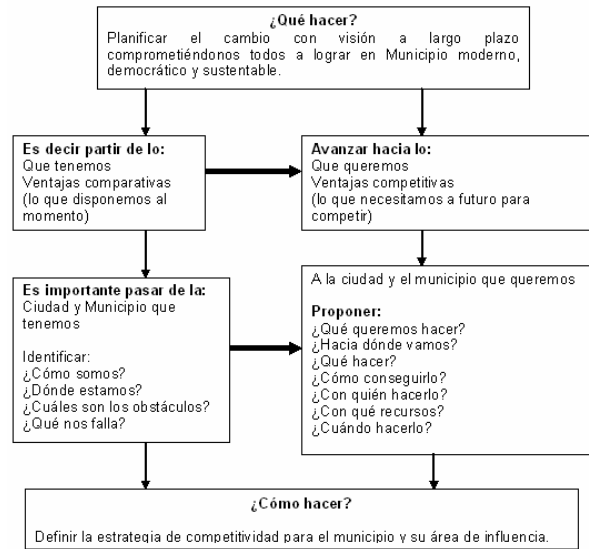 ¿Qué hacer?
Planificar el cambio con visión a largo plazo
comprometiéndonos todos a lograr en Municipio moderno,
democrático y sustentable.
Es decir partir de lo:
Que tenemos
Ventajas comparativas
(lo que disponemos al
momento)
Avanzar hacia lo:
Que queremos
Ventajas competitivas
(lo que necesitamos a futuro para
competir)
Es importante pasar de la:
Ciudad y Municipio que
tenemos
Identificar:
¿Cómo somos?
¿Dónde estamos?
¿Cuáles son los obstáculos?
¿Qué nos falla?
A la ciudad y el municipio que queremos
Proponer:
¿Qué queremos hacer?
¿Hacia dónde vamos?
¿Qué hacer?
¿Cómo conseguirlo?
¿Con quién hacerlo?
¿Con qué recursos?
¿Cuándo hacerlo?
¿Cómo hacer?
Definir la estrategia de competitividad para el municipio y su área de influencia.